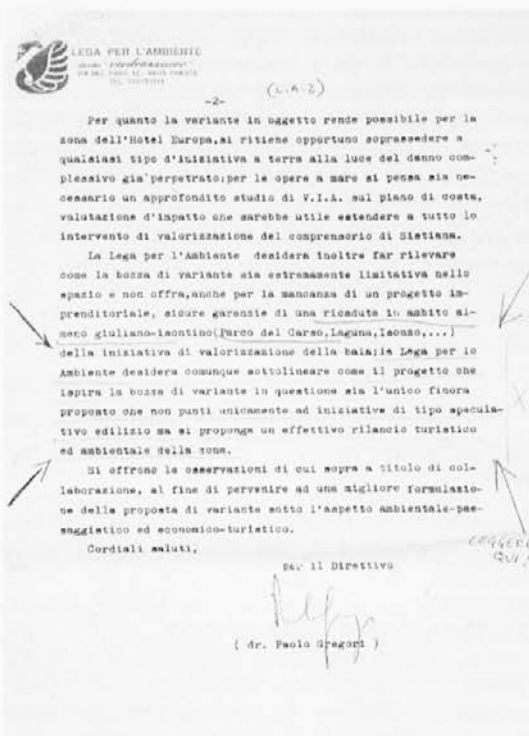 LEGA PER L'AMBIENTE
-2-
(L.A.2)
Per quanto la variante in oggetto rende possibile per la
zona dell'Hotel Europa,si ritiene opportuno soprassedere a
qualsiasi tipo d'iniziativa a terra alla luce del danno com-
plessivo gia'perpetrato;per le opere a mare si pensa sia ne-
cessario un approfondito studio di V.I.A. sul piano di costa,
valutazione d'impatto che sarebbe utile estendere a tutto lo
intervento di valorizzazione del comprensorio di Sistiana.
La Lega per l'Ambiente desidera inoltre far rilevare
come la bozza di variante sia estremamente limitativa nello
spazio e non offra,anche per la mancanza di un progetto im-
prenditoriale, sicure garanzie di una ricaduta in ambito al-
meno giuliano-isontino(Parco del Carso,Laguna,Isonzo,...)
della iniziativa di valorizzazione della baia;la Lega per lo
Ambiente desidera comunque sottolineare come il progetto che
ispira la bozza di variante in questione sia l'unico finora
proposto che non punti unicamente ad iniziative di tipo specula-
tivo edilizio ma si proponga un effettivo rilancio turistico
ed ambientale della zona.
Si offrono le osservazioni di cui sopra a titolo di col-
laborazione, al fine di pervenire ad una migliore formulazio-
ne della proposta di variante sotto l'aspetto ambientale-pae-
saggistico ed economico-turistico.
Cordiali saluti,
LEGGERE
QUI
per il Direttivo
( dr. Paolo Gregori )